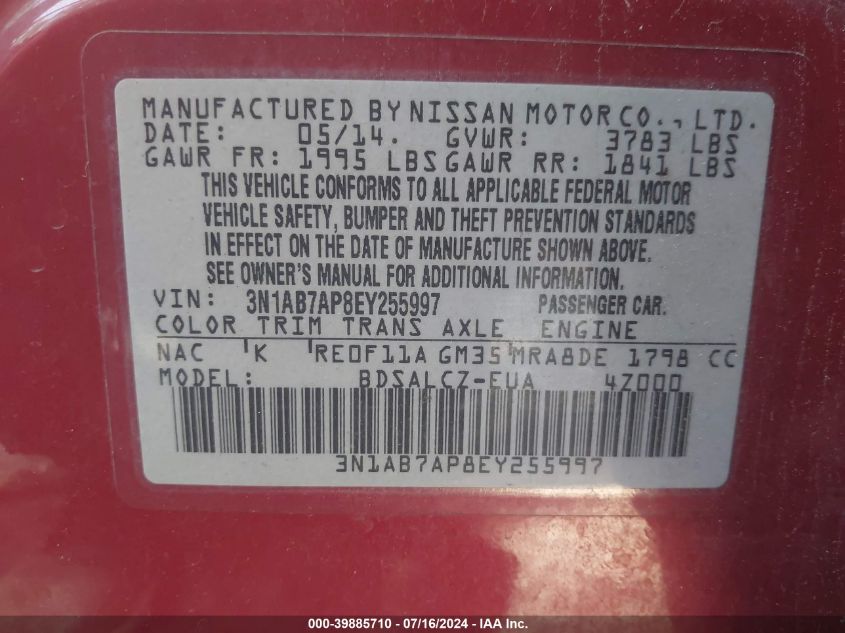 MANUFACTURED BY NISSAN MOTOR CO., LTD.
DATE: 05/14. GVWR: 3783 LBS
GAWR FR: 1995 LBS GAWR RR: 1841 LBS
THIS VEHICLE CONFORMS TO ALL APPLICABLE FEDERAL MOTOR
VEHICLE SAFETY, BUMPER AND THEFT PREVENTION STANDARDS
IN EFFECT ON THE DATE OF MANUFACTURE SHOWN ABOVE.
SEE OWNER'S MANUAL FOR ADDITIONAL INFORMATION.
VIN: 3N1AB7AP8EY255997 PASSENGER CAR.
COLOR TRIM TRANS AXLE ENGINE
NAC K RE0F11A GM35 MRA8DE 1798 CC
MODEL: BDSALCZ-EUA 4Z000
3N1AB7AP8EY255997
000-39885710 / 07/16/2024 - IAA Inc.